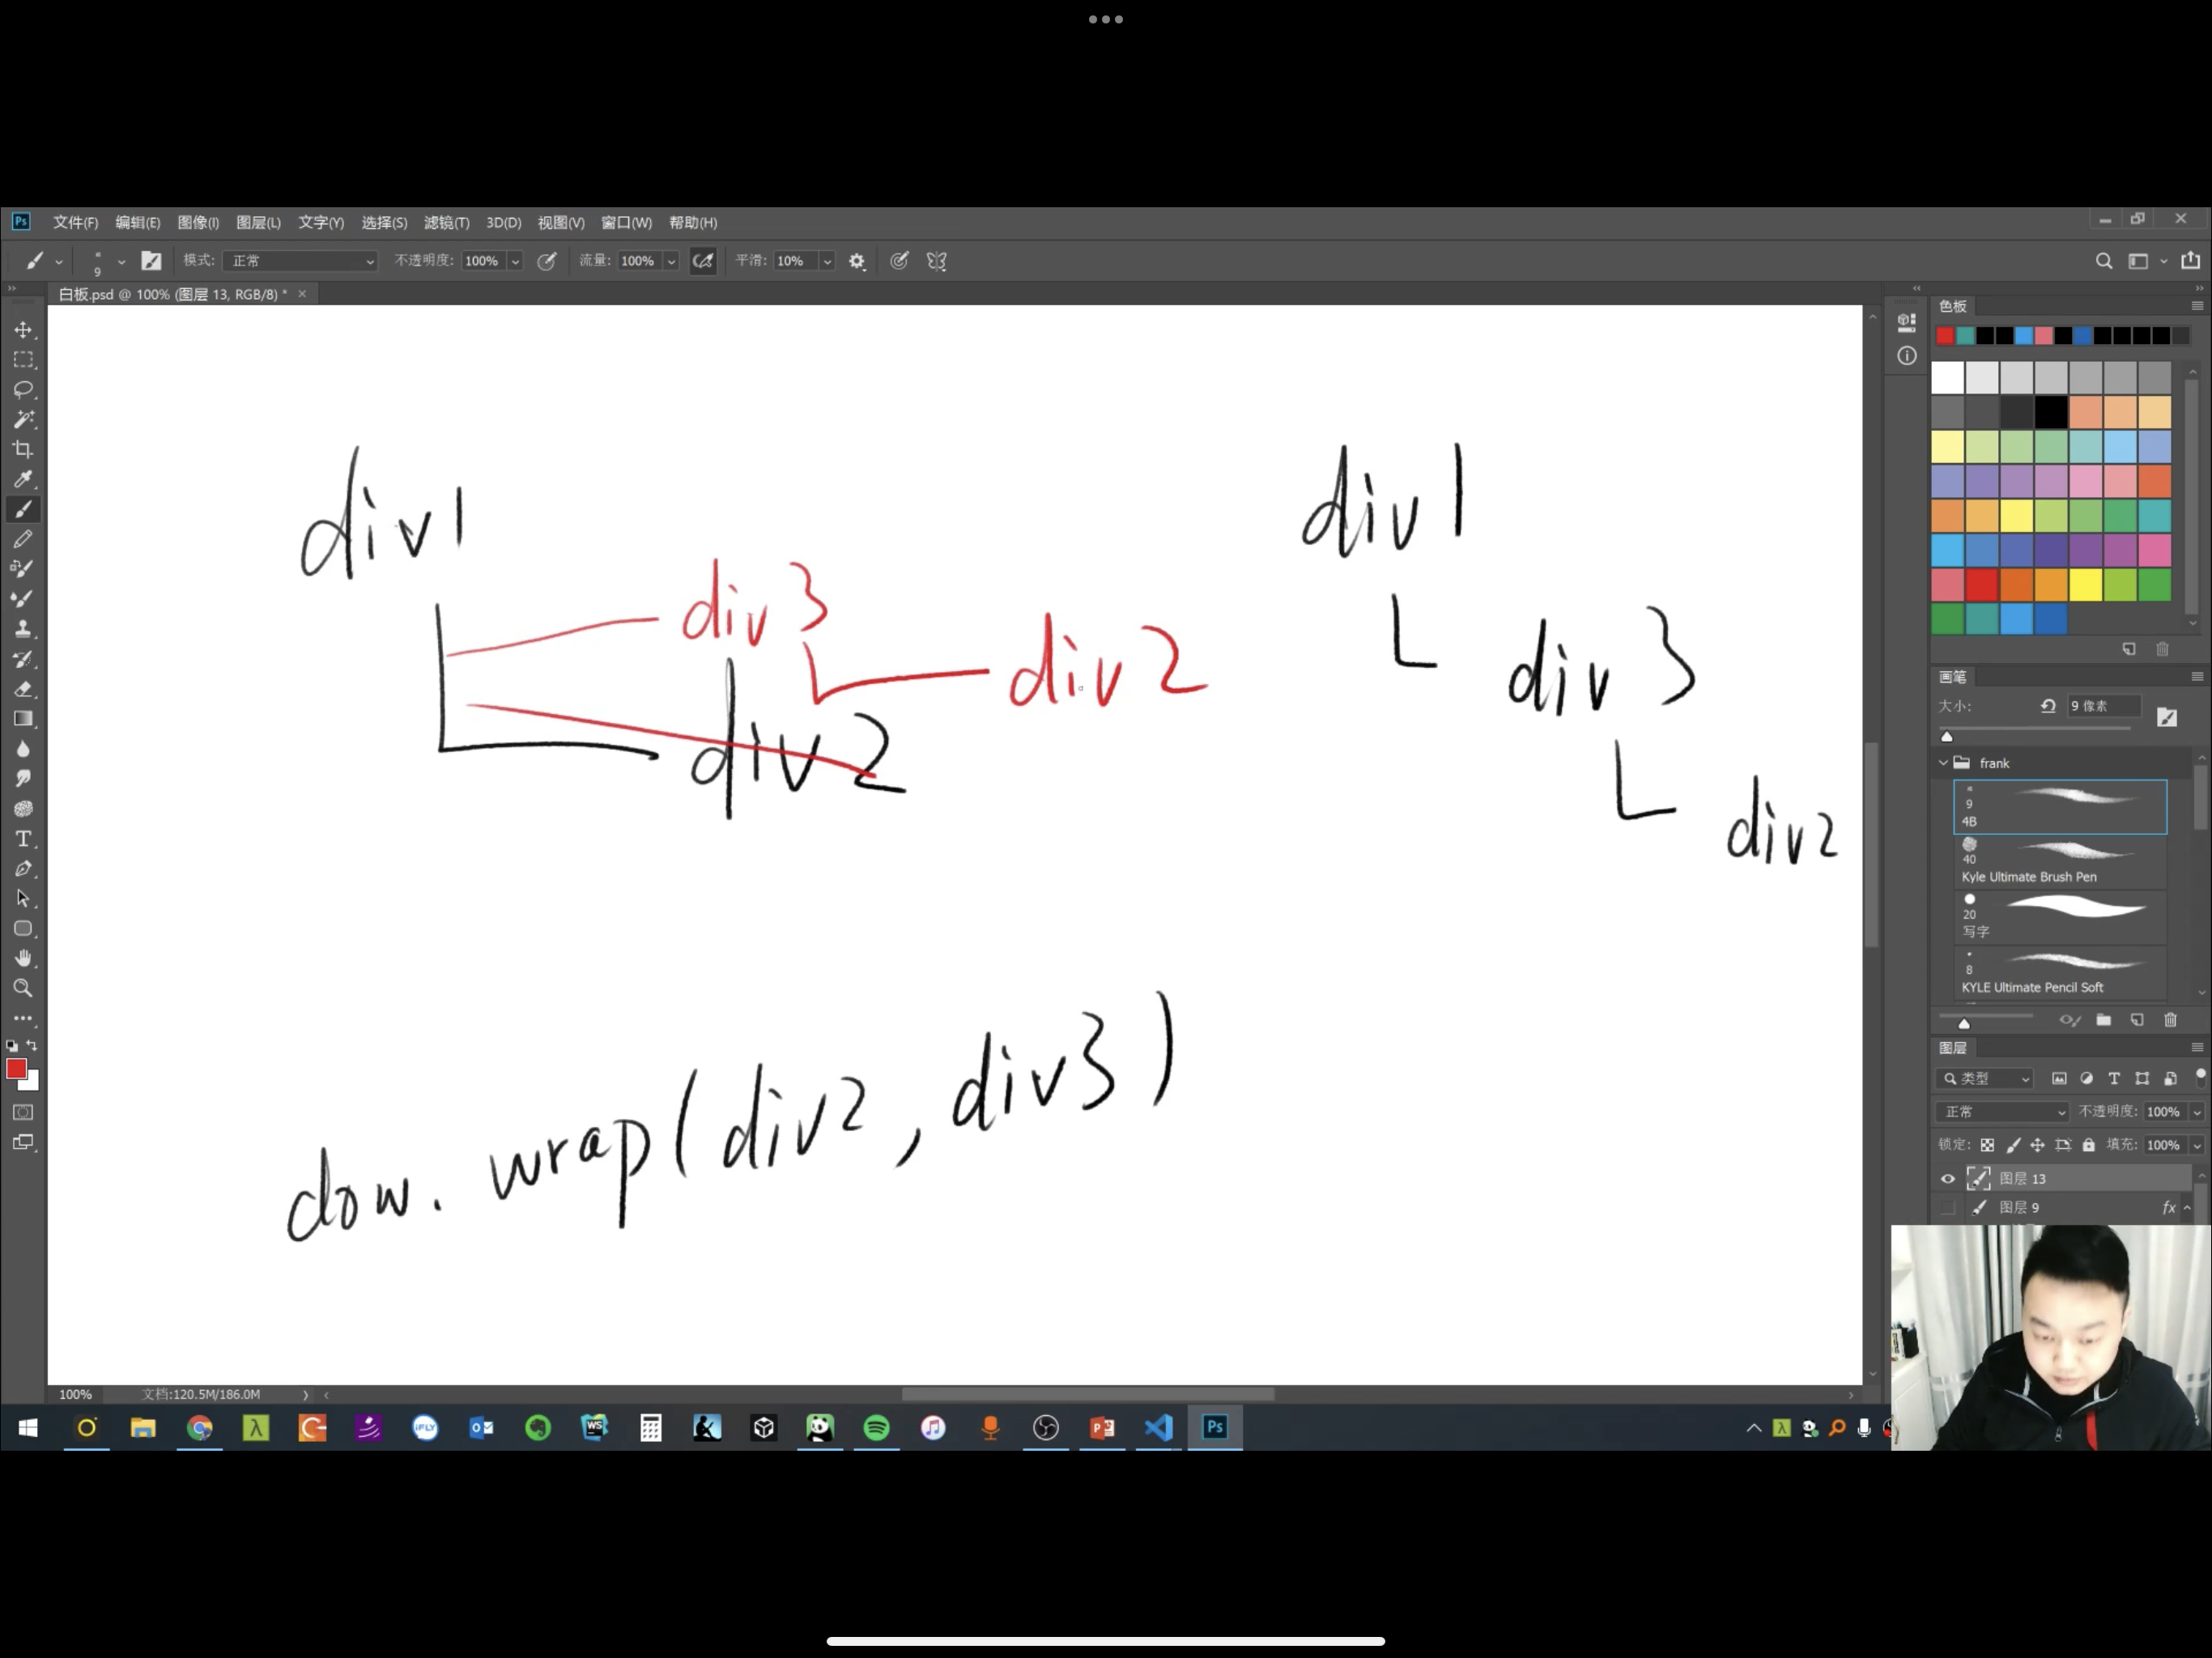 Ps 文件(F) 编辑(E) 图像(I) 图层(L) 文字(Y) 选择(S) 滤镜(T) 3D(D) 视图(V) 窗口(W) 帮助(H)
9 模式: 正常 不透明度: 100% 流量: 100% 平滑: 10%
白板.psd @ 100% (图层 13, RGB/8) * ×
div1
div3
div2
div2
div1
div3
div2
dow. wrap(div2, div3)
色板
画笔
大小: 9 像素
frank
9
4B
40
Kyle Ultimate Brush Pen
20
写字
8
KYLE Ultimate Pencil Soft
图层
类型
正常 不透明度: 100%
锁定: 填充: 100%
图层 13
图层 9 fx
100% 文档:120.5M/186.0M
iFLY WS Ps